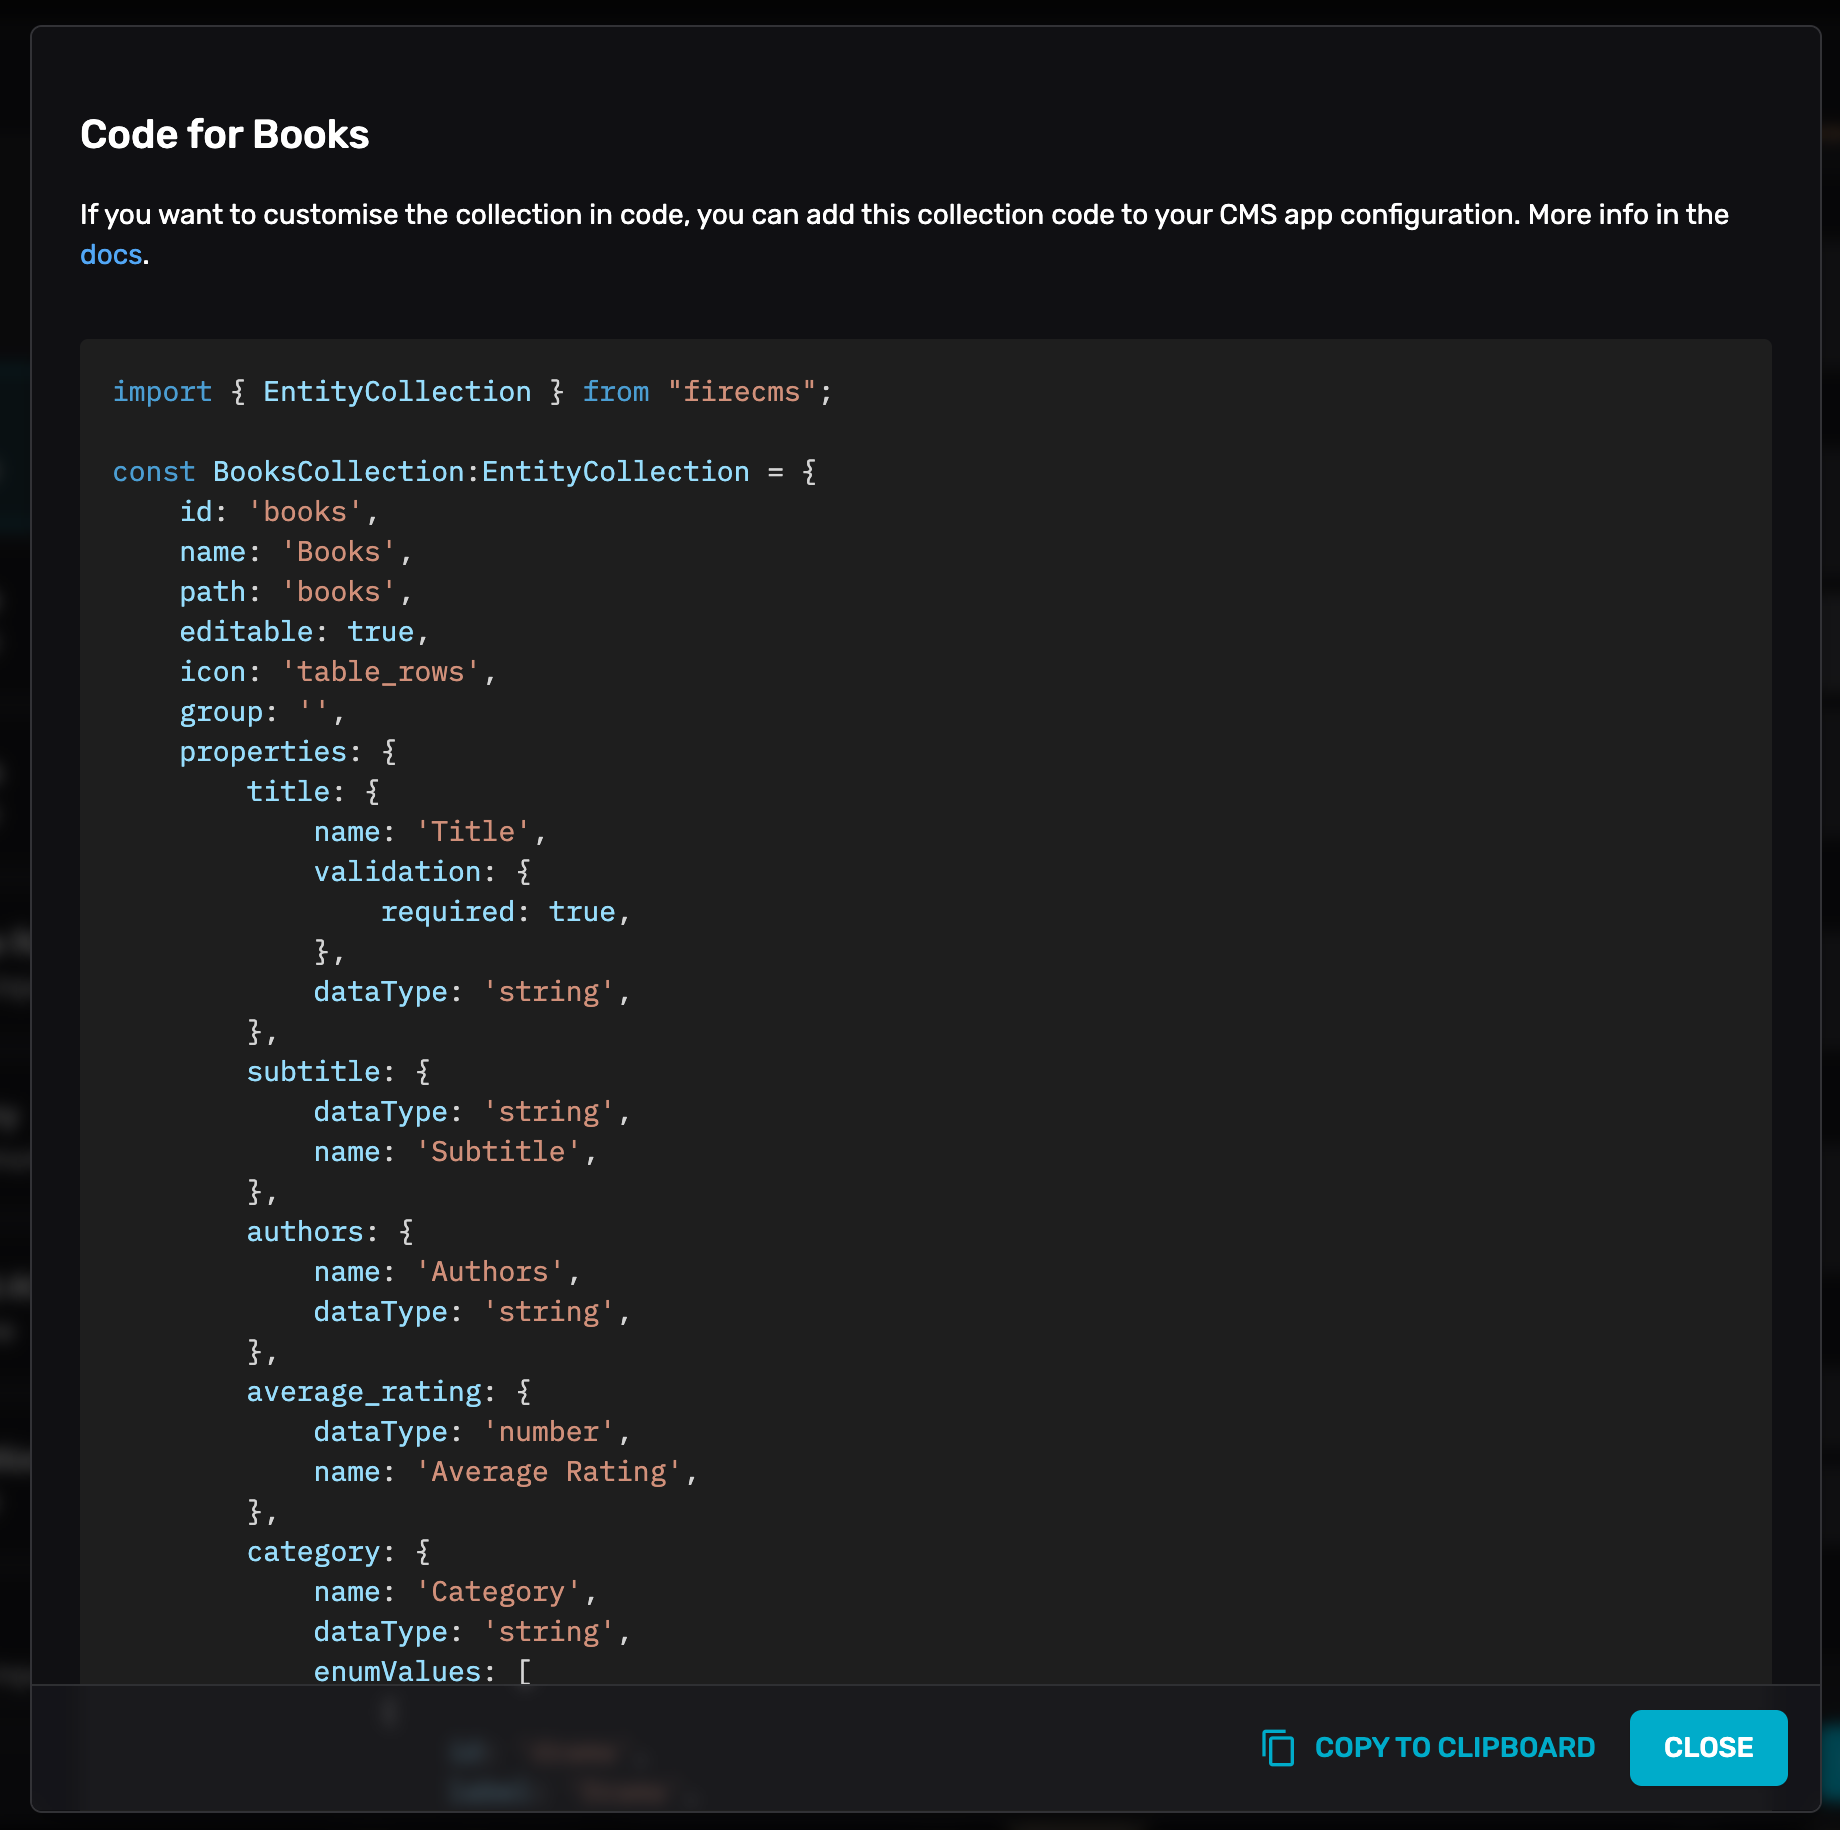 Code for Books
If you want to customise the collection in code, you can add this collection code to your CMS app configuration. More info in the
docs.
import { EntityCollection } from "firecms";
const BooksCollection:EntityCollection = {
    id: 'books',
    name: 'Books',
    path: 'books',
    editable: true,
    icon: 'table_rows',
    group: '',
    properties: {
        title: {
            name: 'Title',
            validation: {
                required: true,
            },
            dataType: 'string',
        },
        subtitle: {
            dataType: 'string',
            name: 'Subtitle',
        },
        authors: {
            name: 'Authors',
            dataType: 'string',
        },
        average_rating: {
            dataType: 'number',
            name: 'Average Rating',
        },
        category: {
            name: 'Category',
            dataType: 'string',
            enumValues: [
COPY TO CLIPBOARD
CLOSE